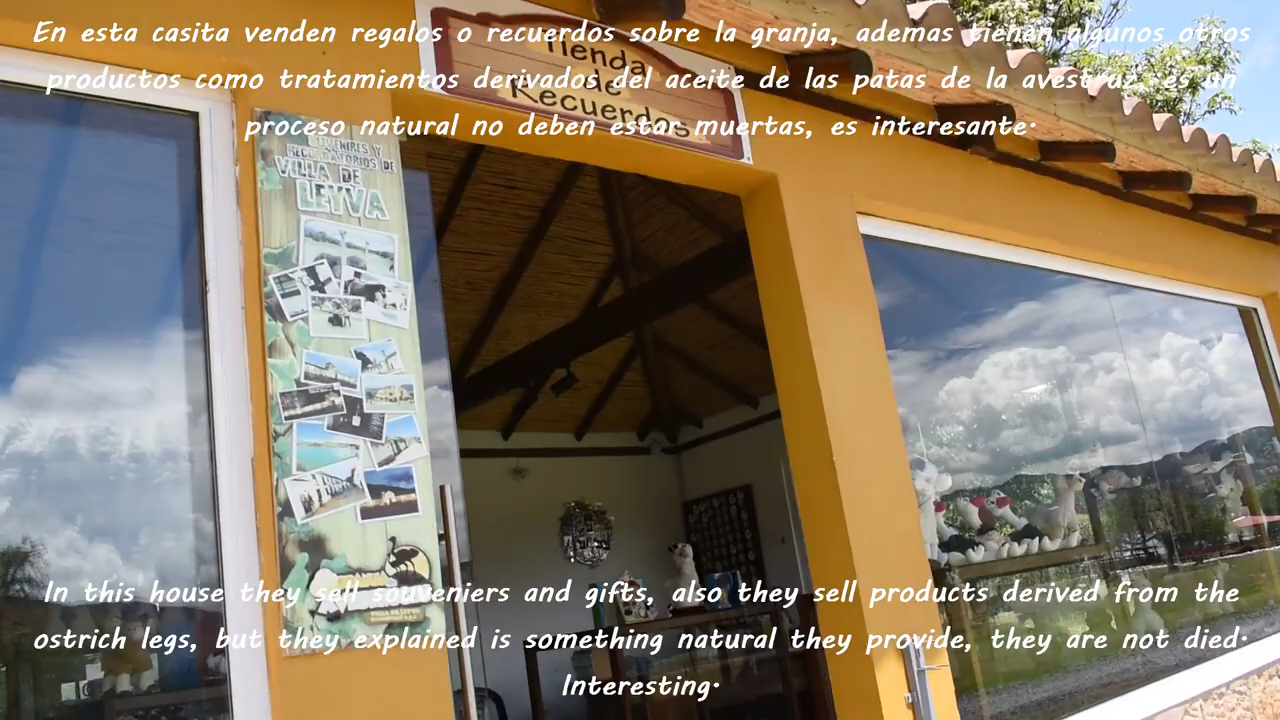 En esta casita venden regalos o recuerdos sobre la granja, ademas tienen algunos otros
productos como tratamientos derivados del aceite de las patas de la avestruz, es un
proceso natural no deben estar muertas, es interesante.
Tienda
de
Recuerdos
VILLA DE
LEYVA
In this house they sell souveniers and gifts, also they sell products derived from the
ostrich legs, but they explained is something natural they provide, they are not died.
Interesting.